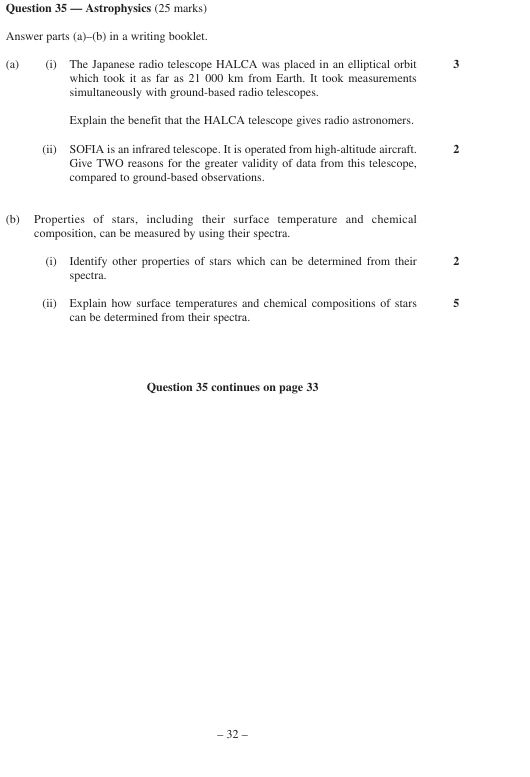 Question 35 — Astrophysics (25 marks)
Answer parts (a)–(b) in a writing booklet.
(a) (i) The Japanese radio telescope HALCA was placed in an elliptical orbit 3
which took it as far as 21 000 km from Earth. It took measurements
simultaneously with ground-based radio telescopes.
Explain the benefit that the HALCA telescope gives radio astronomers.
(ii) SOFIA is an infrared telescope. It is operated from high-altitude aircraft. 2
Give TWO reasons for the greater validity of data from this telescope,
compared to ground-based observations.
(b) Properties of stars, including their surface temperature and chemical
composition, can be measured by using their spectra.
(i) Identify other properties of stars which can be determined from their 2
spectra.
(ii) Explain how surface temperatures and chemical compositions of stars 5
can be determined from their spectra.
Question 35 continues on page 33
– 32 –